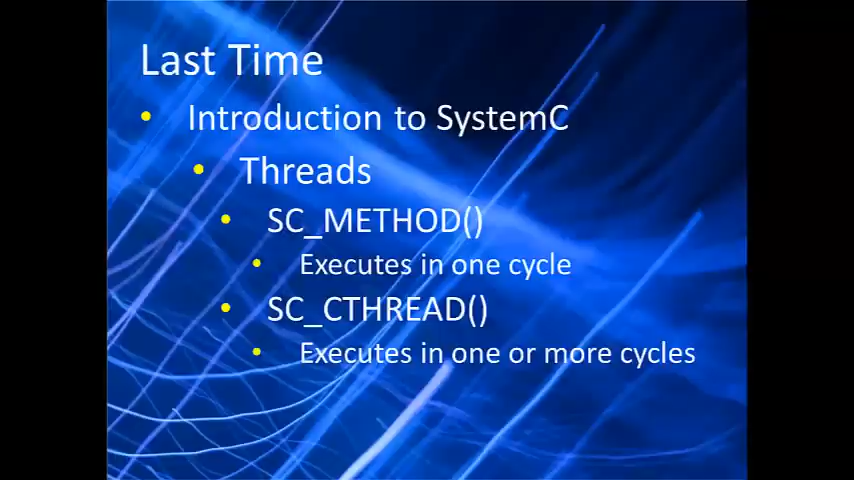 Last Time
• Introduction to SystemC
• Threads
• SC_METHOD()
• Executes in one cycle
• SC_CTHREAD()
• Executes in one or more cycles